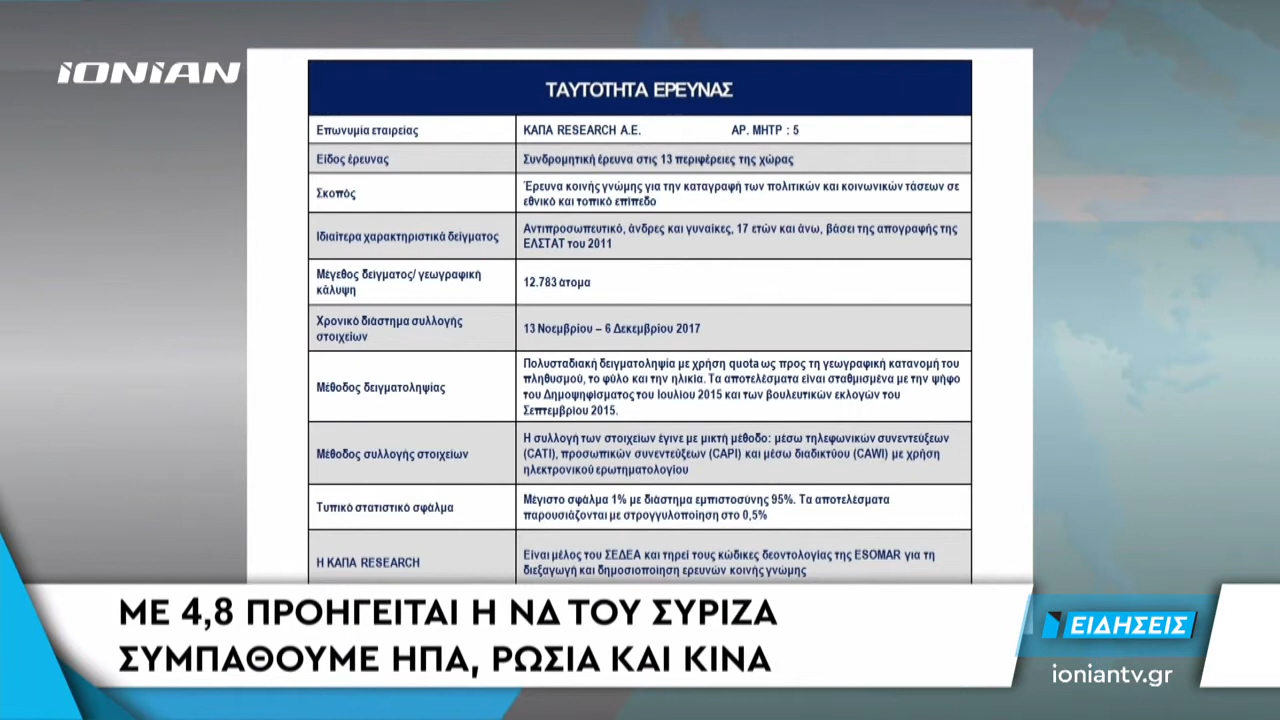 IONIAN
ΤΑΥΤΟΤΗΤΑ ΕΡΕΥΝΑΣ
Επωνυμία εταιρείας
ΚΑΠΑ RESEARCH Α.Ε. ΑΡ. ΜΗΤΡ : 5
Είδος έρευνας
Συνδρομητική έρευνα στις 13 περιφέρειες της χώρας
Σκοπός
Έρευνα κοινής γνώμης για την καταγραφή των πολιτικών και κοινωνικών τάσεων σε
εθνικό και τοπικό επίπεδο
Ιδιαίτερα χαρακτηριστικά δείγματος
Αντιπροσωπευτικό, άνδρες και γυναίκες, 17 ετών και άνω, βάσει της απογραφής της
ΕΛΣΤΑΤ του 2011
Μέγεθος δείγματος/ γεωγραφική
κάλυψη
12.783 άτομα
Χρονικό διάστημα συλλογής
στοιχείων
13 Νοεμβρίου – 6 Δεκεμβρίου 2017
Μέθοδος δειγματοληψίας
Πολυσταδιακή δειγματοληψία με χρήση quota ως προς τη γεωγραφική κατανομή του
πληθυσμού, το φύλο και την ηλικία. Τα αποτελέσματα είναι σταθμισμένα με την ψήφο
του Δημοψηφίσματος του Ιουλίου 2015 και των βουλευτικών εκλογών του
Σεπτεμβρίου 2015.
Μέθοδος συλλογής στοιχείων
Η συλλογή των στοιχείων έγινε με μικτή μέθοδο: μέσω τηλεφωνικών συνεντεύξεων
(CATI), προσωπικών συνεντεύξεων (CAPI) και μέσω διαδικτύου (CAWI) με χρήση
ηλεκτρονικού ερωτηματολογίου
Τυπικό στατιστικό σφάλμα
Μέγιστο σφάλμα 1% με διάστημα εμπιστοσύνης 95%. Τα αποτελέσματα
παρουσιάζονται με στρογγυλοποίηση στο 0,5%
Η ΚΑΠΑ RESEARCH
Είναι μέλος του ΣΕΔΕΑ και τηρεί τους κώδικες δεοντολογίας της ESOMAR για τη
διεξαγωγή και δημοσιοποίηση ερευνών κοινής γνώμης
ΜΕ 4,8 ΠΡΟΗΓΕΙΤΑΙ Η ΝΔ ΤΟΥ ΣΥΡΙΖΑ
ΣΥΜΠΑΘΟΥΜΕ ΗΠΑ, ΡΩΣΙΑ ΚΑΙ ΚΙΝΑ
ΕΙΔΗΣΕΙΣ
ioniantv.gr